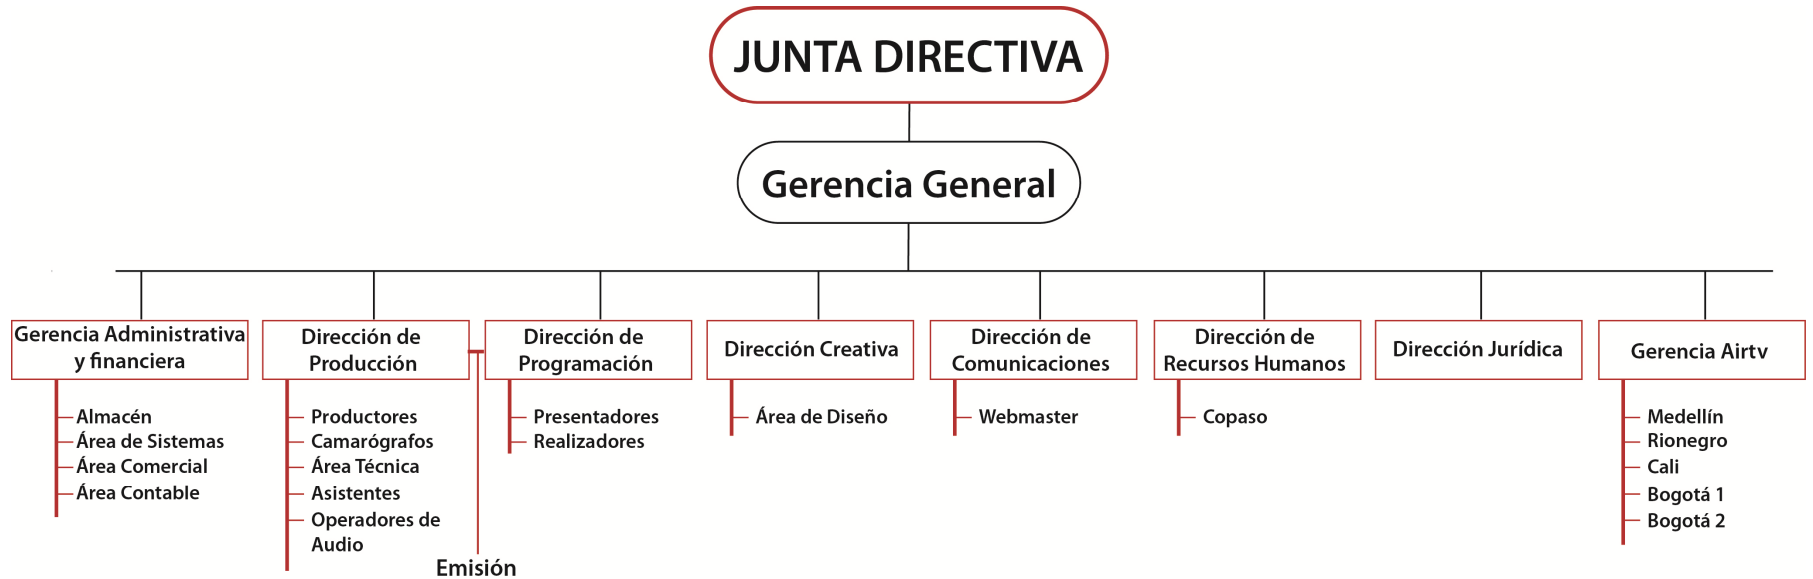 JUNTA DIRECTIVA
Gerencia General
Gerencia Administrativa
y financiera
Almacén
Área de Sistemas
Área Comercial
Área Contable
Dirección de
Producción
Productores
Camarógrafos
Área Técnica
Asistentes
Operadores de
Audio
Emisión
Dirección de
Programación
Presentadores
Realizadores
Dirección Creativa
Área de Diseño
Dirección de
Comunicaciones
Webmaster
Dirección de
Recursos Humanos
Copaso
Dirección Jurídica
Gerencia Airtv
Medellín
Rionegro
Cali
Bogotá 1
Bogotá 2